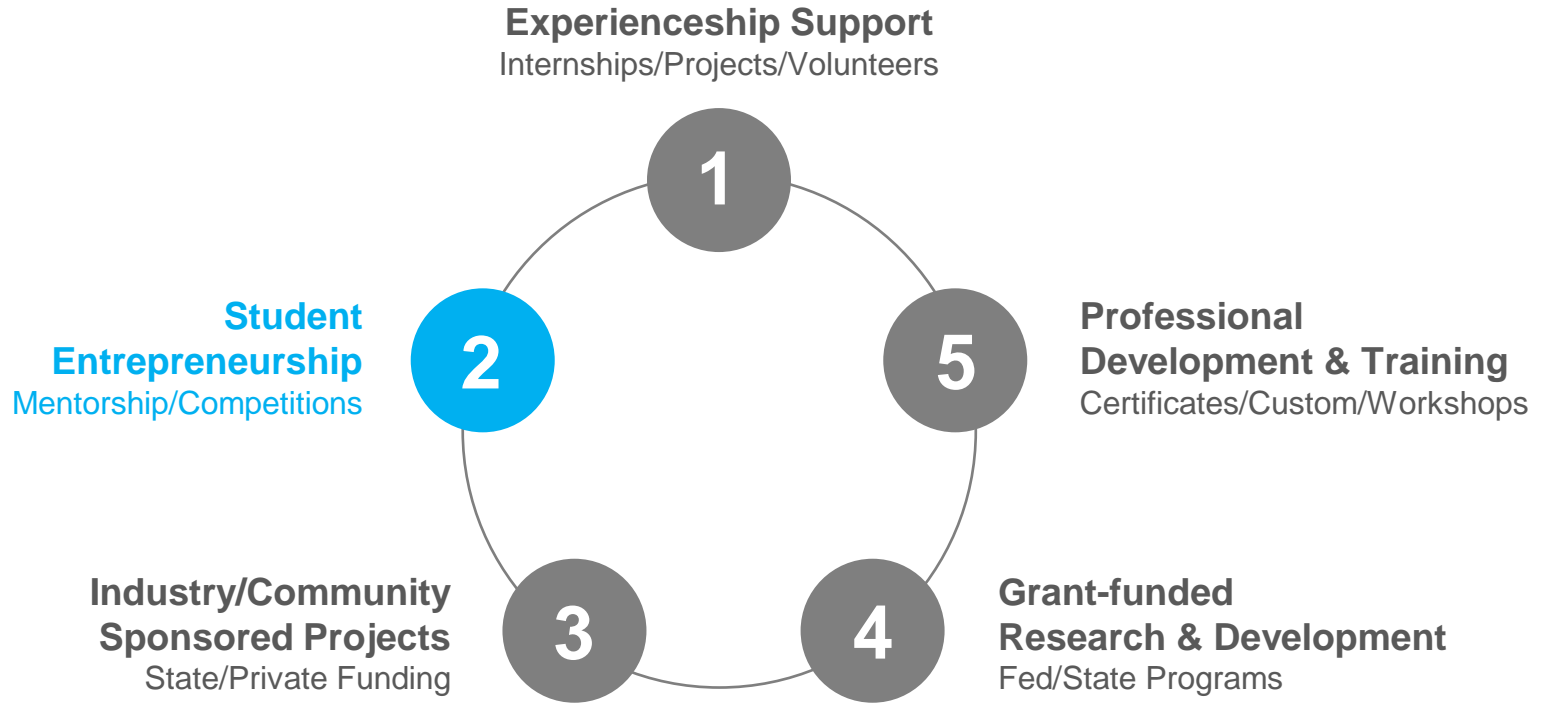 Experienceship Support
Internships/Projects/Volunteers
1
Student
Entrepreneurship
Mentorship/Competitions
2
5
Professional
Development & Training
Certificates/Custom/Workshops
Industry/Community
Sponsored Projects
State/Private Funding
3
4
Grant-funded
Research & Development
Fed/State Programs